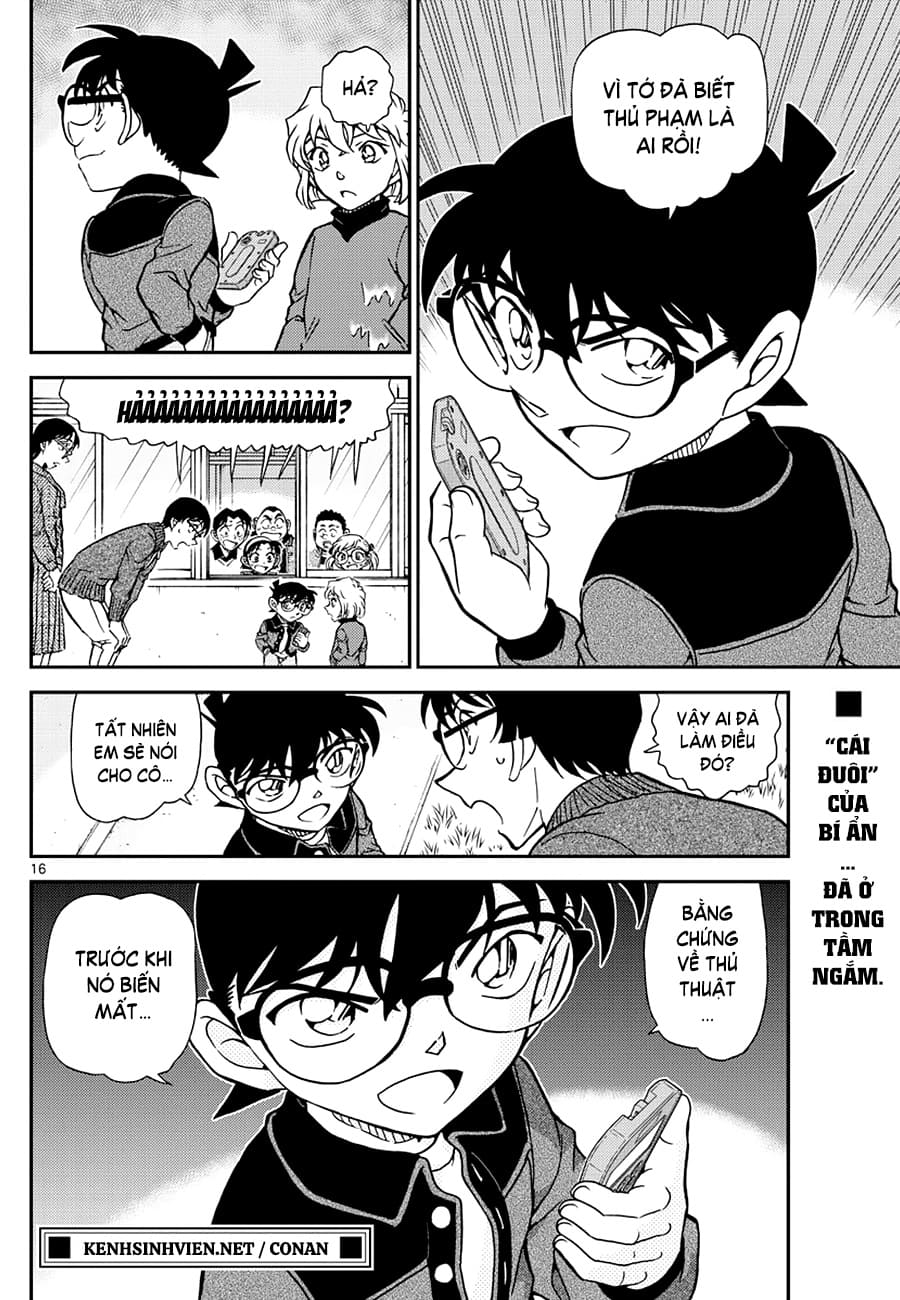 VÌ TỚ ĐÃ BIẾT
THỦ PHẠM LÀ
AI RỒI!
HẢ?
HẢẢẢẢẢẢẢẢẢẢẢẢẢẢẢẢẢ?
VẬY AI ĐÃ
LÀM ĐIỀU
ĐÓ?
TẤT NHIÊN
EM SẼ NÓI
CHO CÔ...
"CÁI
ĐUÔI"
CỦA
BÍ ẨN
...
ĐÃ Ở
TRONG
TẦM
NGẮM.
16
BẰNG
CHỨNG
VỀ THỦ
THUẬT
...
TRƯỚC KHI
NÓ BIẾN
MẤT...
KENHSINHVIEN.NET / CONAN